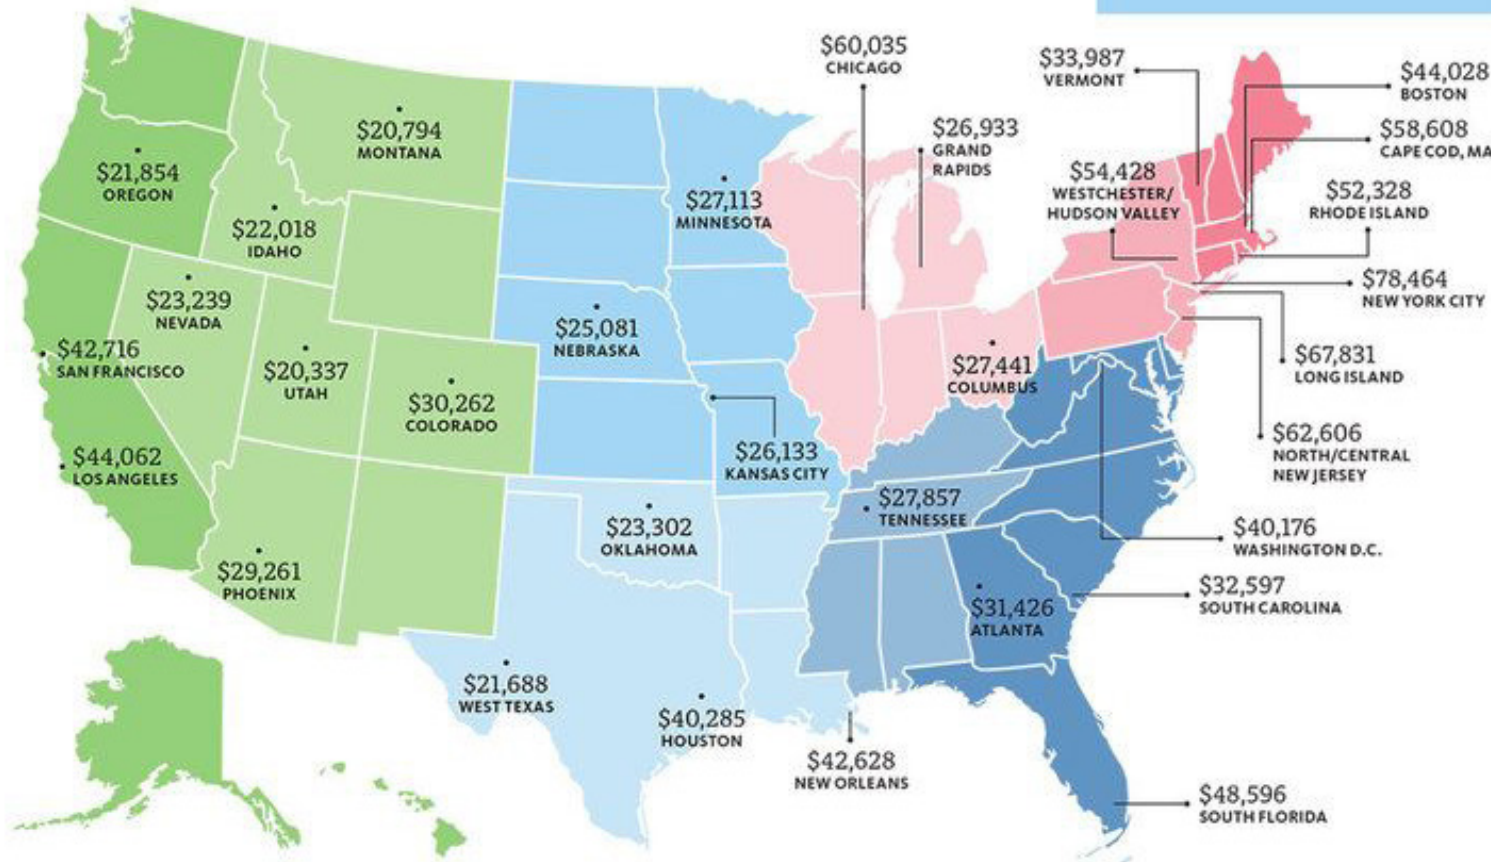 $60,035
CHICAGO
$33,987
VERMONT
$44,028
BOSTON
$20,794
MONTANA
$26,933
GRAND
RAPIDS
$58,608
CAPE COD, MA
$21,854
OREGON
$27,113
MINNESOTA
$54,428
WESTCHESTER/
HUDSON VALLEY
$52,328
RHODE ISLAND
$22,018
IDAHO
$23,239
NEVADA
$78,464
NEW YORK CITY
$25,081
NEBRASKA
$42,716
SAN FRANCISCO
$20,337
UTAH
$27,441
COLUMBUS
$67,831
LONG ISLAND
$30,262
COLORADO
$62,606
NORTH/CENTRAL
NEW JERSEY
$44,062
LOS ANGELES
$26,133
KANSAS CITY
$27,857
TENNESSEE
$23,302
OKLAHOMA
$40,176
WASHINGTON D.C.
$29,261
PHOENIX
$32,597
SOUTH CAROLINA
$31,426
ATLANTA
$21,688
WEST TEXAS
$40,285
HOUSTON
$42,628
NEW ORLEANS
$48,596
SOUTH FLORIDA